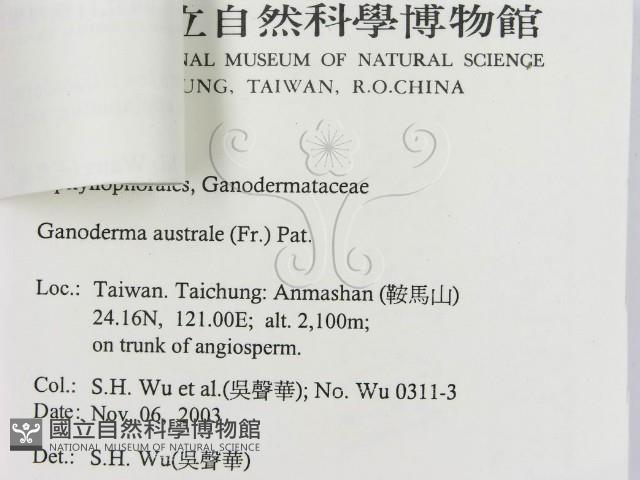 立自然科學博物館
NAL MUSEUM OF NATURAL SCIENCE
UNG, TAIWAN, R.O.CHINA
Ganodermataceae
Ganoderma australe (Fr.) Pat.
Loc.: Taiwan. Taichung: Anmashan (鞍馬山)
24.16N, 121.00E; alt. 2,100m;
on trunk of angiosperm.
Col.: S.H. Wu et al.(吳聲華); No. Wu 0311-3
Date: Nov. 06, 2003
國立自然科學博物館
NATIONAL MUSEUM OF NATURAL SCIENCE
Det.: S.H. Wu(吳聲華)